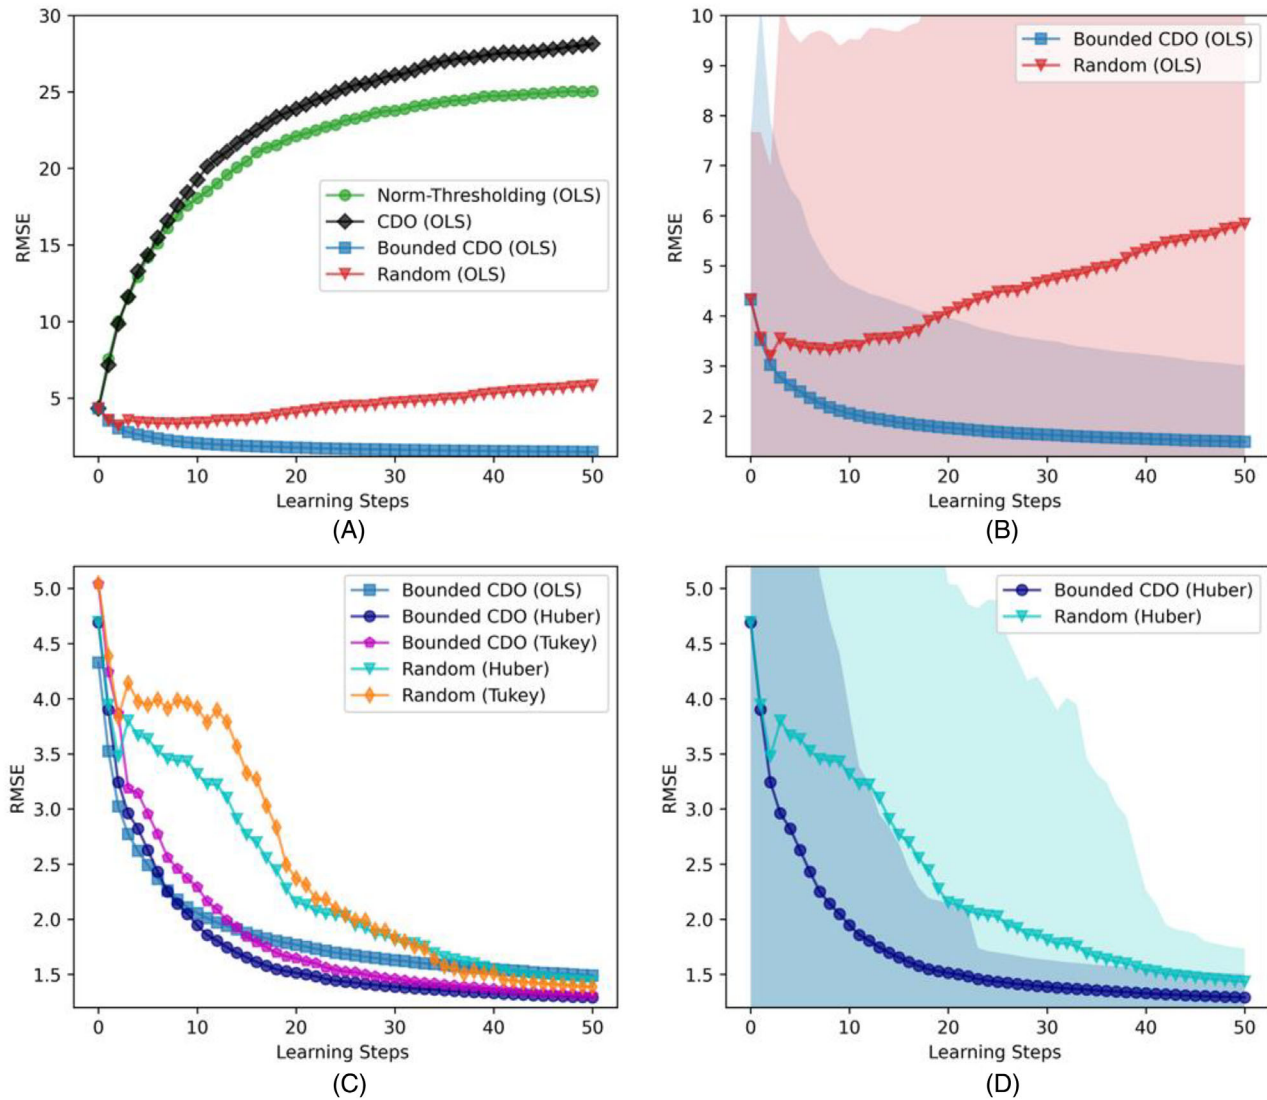 30
25
20
15
10
5
RMSE
Norm-Thresholding (OLS)
CDO (OLS)
Bounded CDO (OLS)
Random (OLS)
0 10 20 30 40 50
Learning Steps
(A)
10
9
8
7
6
5
4
3
2
RMSE
Bounded CDO (OLS)
Random (OLS)
0 10 20 30 40 50
Learning Steps
(B)
5.0
4.5
4.0
3.5
3.0
2.5
2.0
1.5
RMSE
Bounded CDO (OLS)
Bounded CDO (Huber)
Bounded CDO (Tukey)
Random (Huber)
Random (Tukey)
0 10 20 30 40 50
Learning Steps
(C)
5.0
4.5
4.0
3.5
3.0
2.5
2.0
1.5
RMSE
Bounded CDO (Huber)
Random (Huber)
0 10 20 30 40 50
Learning Steps
(D)